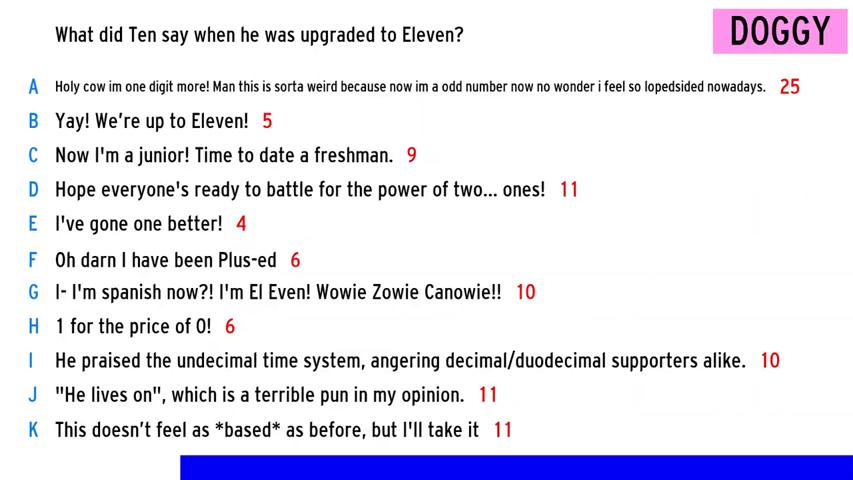 What did Ten say when he was upgraded to Eleven?
DOGGY
A Holy cow im one digit more! Man this is sorta weird because now im a odd number now no wonder i feel so lopedsided nowadays. 25
B Yay! We're up to Eleven! 5
C Now I'm a junior! Time to date a freshman. 9
D Hope everyone's ready to battle for the power of two... ones! 11
E I've gone one better! 4
F Oh darn I have been Plus-ed 6
G I- I'm spanish now?! I'm El Even! Wowie Zowie Canowie!! 10
H 1 for the price of 0! 6
I He praised the undecimal time system, angering decimal/duodecimal supporters alike. 10
J "He lives on", which is a terrible pun in my opinion. 11
K This doesn't feel as *based* as before, but I'll take it 11